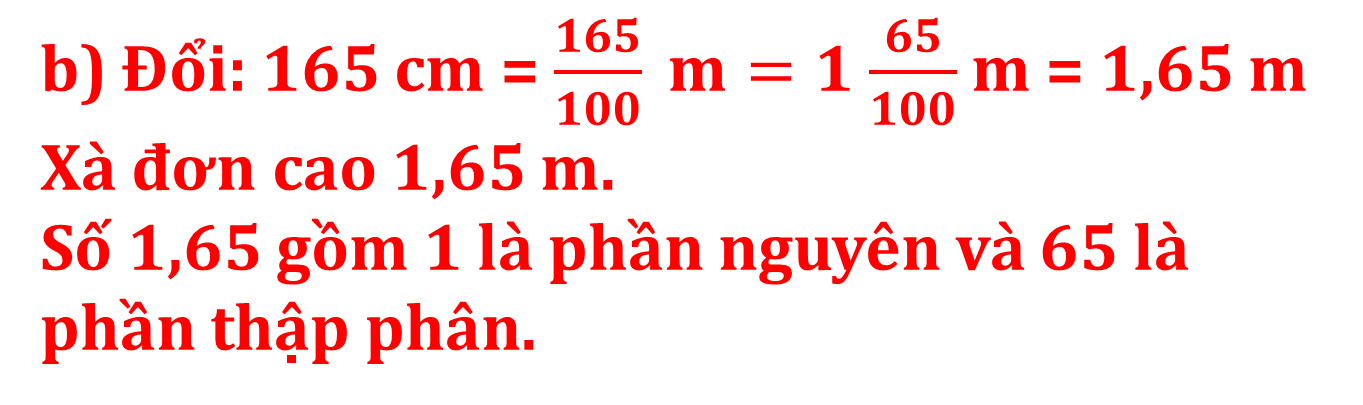 b) Đổi: 165 cm = 165/100 m = 1 65/100 m = 1,65 m
Xà đơn cao 1,65 m.
Số 1,65 gồm 1 là phần nguyên và 65 là
phần thập phân.